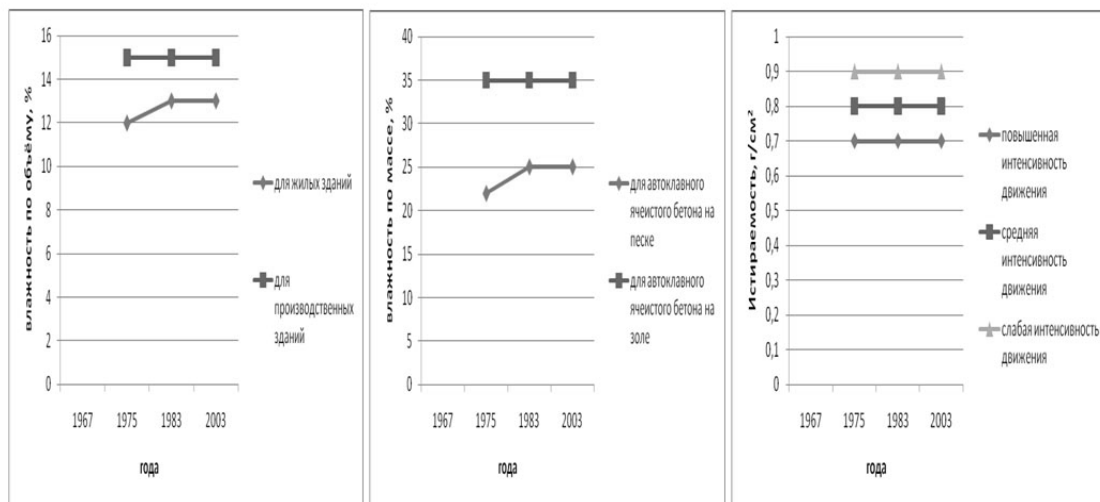 влажность по объёму, %
16
14
12
10
8
6
4
2
0
1967 1975 1983 2003
года
для жилых зданий
для
производственных
зданий
влажность по массе, %
40
35
30
25
20
15
10
5
0
1967 1975 1983 2003
года
для автоклавного
ячеистого бетона на
песке
для автоклавного
ячеистого бетона на
золе
Истираемость, г/см²
1
0,9
0,8
0,7
0,6
0,5
0,4
0,3
0,2
0,1
0
1967 1975 1983 2003
года
повышенная
интенсивность
движения
средняя
интенсивность
движения
слабая интенсивность
движения